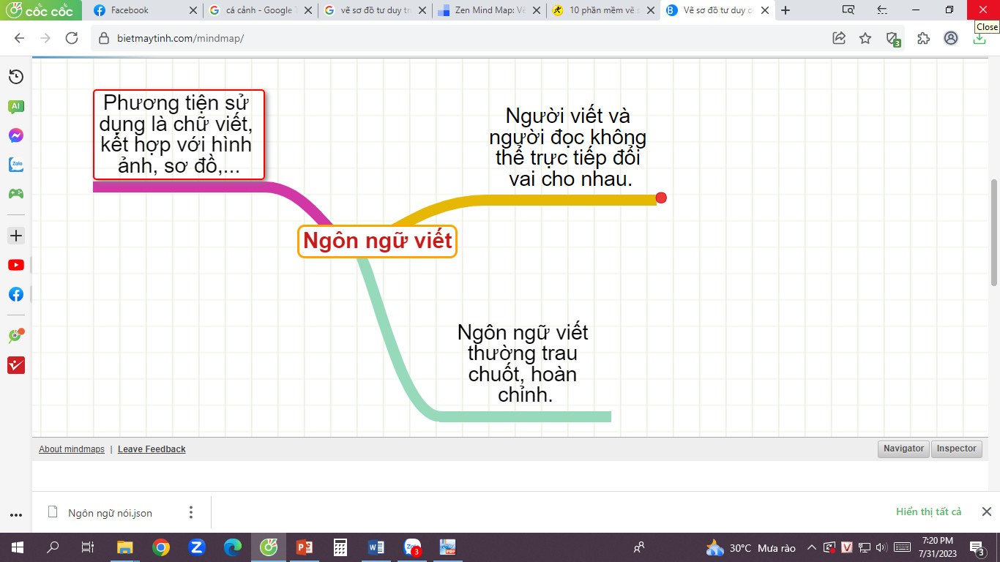 cốc cốc
Facebook
cá cảnh - Google
vẽ sơ đồ tư duy
Zen Mind Map:
10 phần mềm vẽ
Vẽ sơ đồ tư duy
Close
bietmaytinh.com/mindmap/
3
AI
Zalo
Phương tiện sử
dụng là chữ viết,
kết hợp với hình
ảnh, sơ đồ,...
Người viết và
người đọc không
thể trực tiếp đổi
vai cho nhau.
Ngôn ngữ viết
Ngôn ngữ viết
thường trau
chuốt, hoàn
chỉnh.
About mindmaps | Leave Feedback
Navigator
Inspector
Ngôn ngữ nói.json
Hiển thị tất cả
3
30°C Mưa rào
7:20 PM
7/31/2023
3